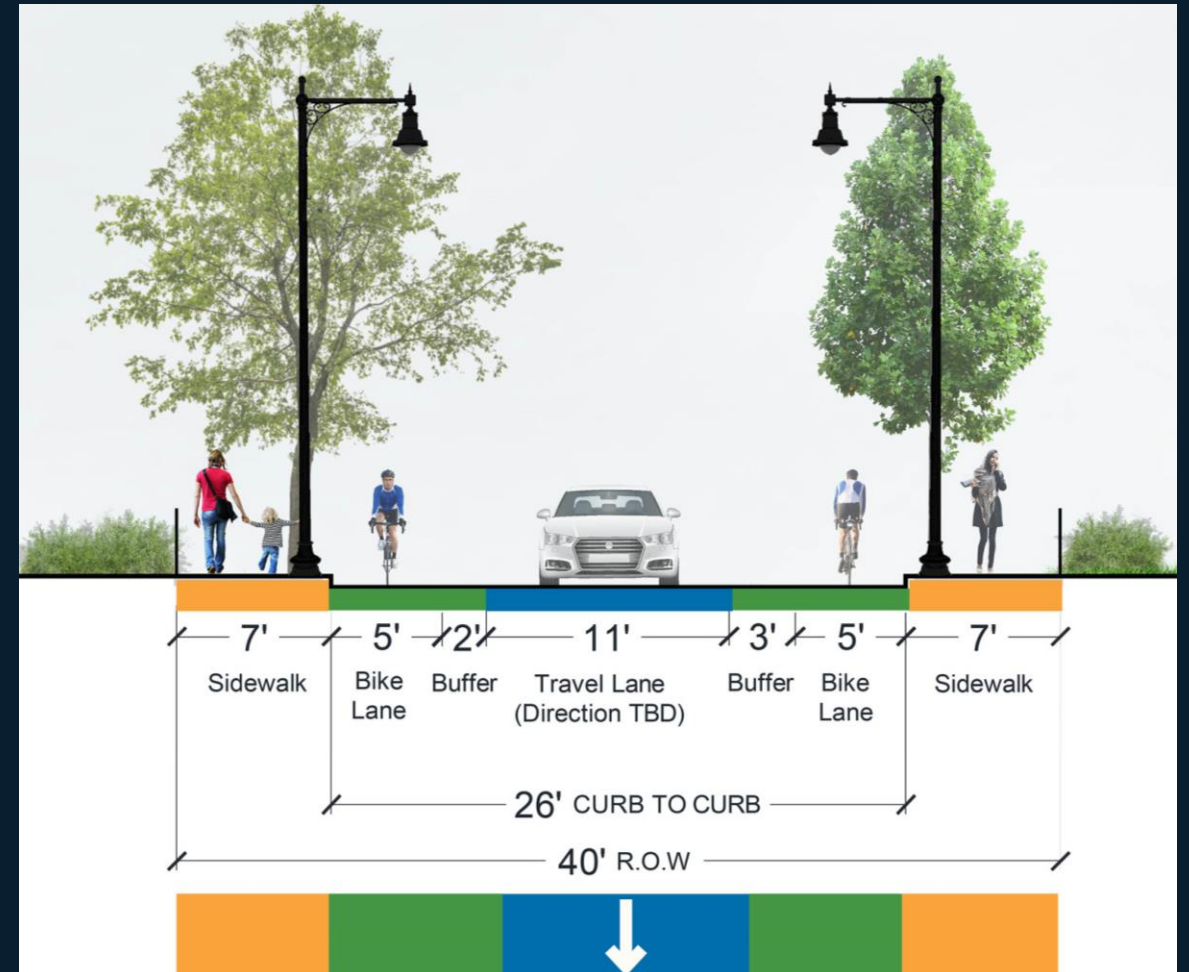 7' 5' 2' 11' 3' 5' 7'
Sidewalk Bike Lane Buffer Travel Lane (Direction TBD) Buffer Bike Lane Sidewalk
26' CURB TO CURB
40' R.O.W